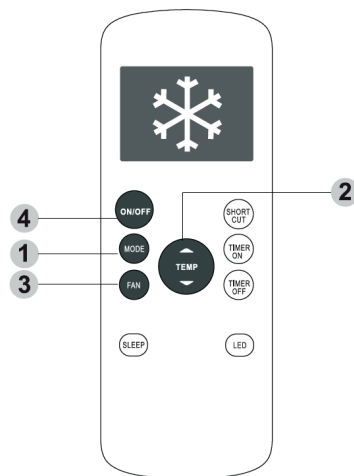 ON/OFF
SHORT
CUT
MODE
TEMP
TIMER
ON
FAN
TIMER
OFF
SLEEP
LED
4
1
3
2